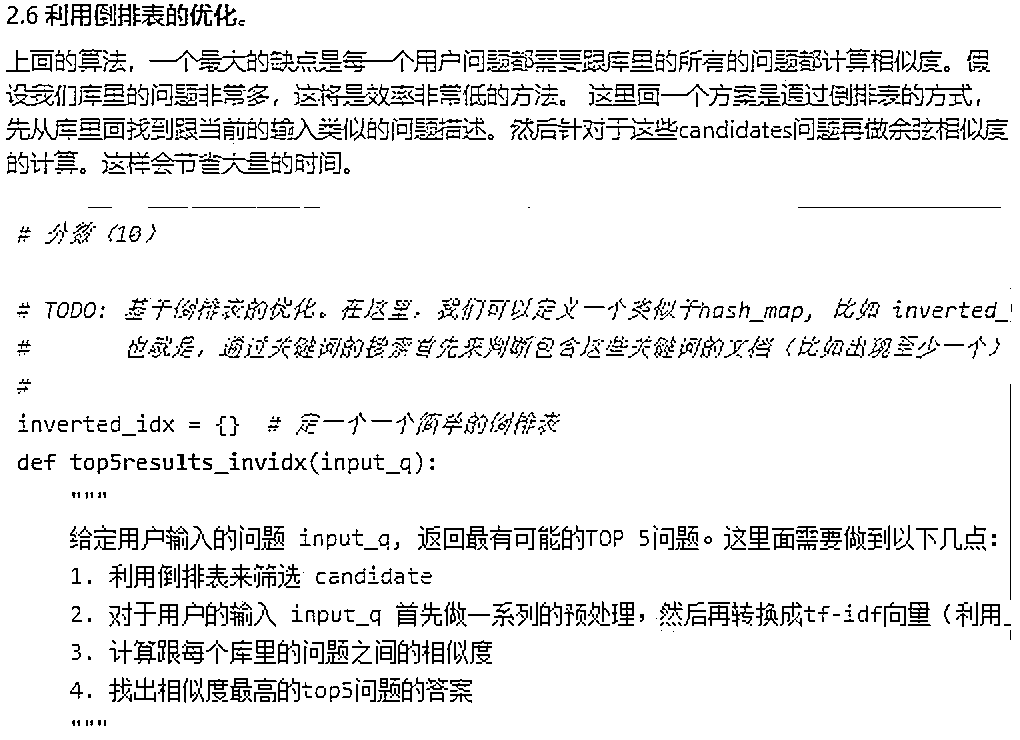 2.6 利用倒排表的优化。
上面的算法，一个最大的缺点是每一个用户问题都需要跟库里的所有的问题都计算相似度。假
设我们库里的问题非常多，这将是效率非常低的方法。 这里面一个方案是通过倒排表的方式，
先从库里面找到跟当前的输入类似的问题描述。然后针对于这些candidates问题再做余弦相似度
的计算。这样会节省大量的时间。
# 分数（10）
# TODO: 基于倒排表的优化。在这里，我们可以定义一个类似于hash_map, 比如 inverted_
#       也就是，通过关键词的搜索首先来判断包含这些关键词的文档（比如出现至少一个）
#
inverted_idx = {}  # 定一个一个简单的倒排表
def top5results_invidx(input_q):
    """
    给定用户输入的问题 input_q, 返回最有可能的TOP 5问题。这里面需要做到以下几点：
    1. 利用倒排表来筛选 candidate
    2. 对于用户的输入 input_q 首先做一系列的预处理，然后再转换成tf-idf向量（利用_
    3. 计算跟每个库里的问题之间的相似度
    4. 找出相似度最高的top5问题的答案
    """